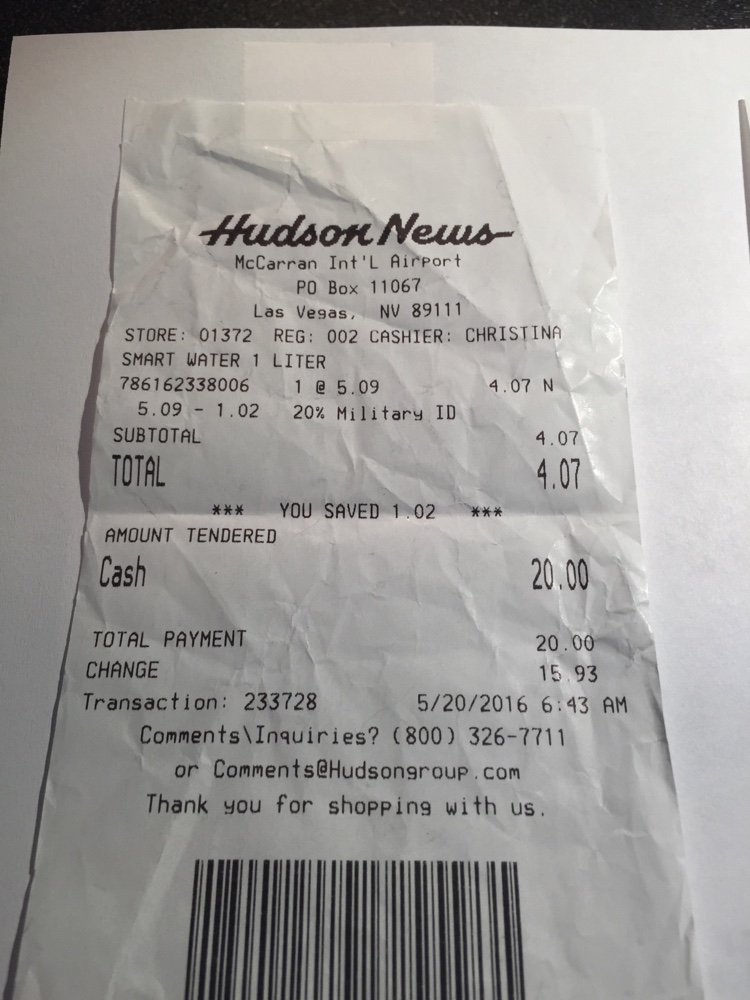 Hudson News
McCarran Int'L Airport
PO Box 11067
Las Vegas, NV 89111
STORE: 01372 REG: 002 CASHIER: CHRISTINA
SMART WATER 1 LITER
786162338006 1 @ 5.09 4.07 N
5.09 - 1.02 20% Military ID
SUBTOTAL 4.07
TOTAL 4.07
*** YOU SAVED 1.02 ***
AMOUNT TENDERED
Cash 20.00
TOTAL PAYMENT 20.00
CHANGE 15.93
Transaction: 233728 5/20/2016 6:43 AM
Comments\Inquiries? (800) 326-7711
or Comments@Hudsongroup.com
Thank you for shopping with us.